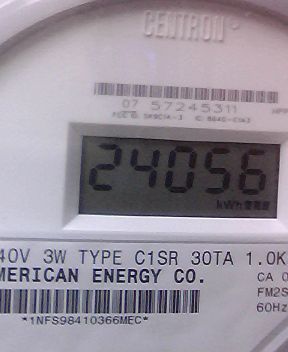 CENTRON®
07 57245311
24056
kWh
40V 3W TYPE C1SR 30TA 1.0K
MERICAN ENERGY CO.
CA 0
FM2S
60Hz
*1NFS98410366MEC*